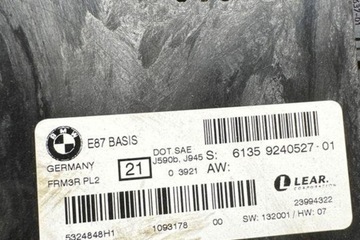 BMW
E87 BASIS
GERMANY
FRM3R PL2
21
DOT SAE
J590b, J945
0 3921
S: 6135 9240527-01
AW:
LEAR.
CORPORATION
23994322
5324848H1
1093178
00
SW: 132001 / HW: 07